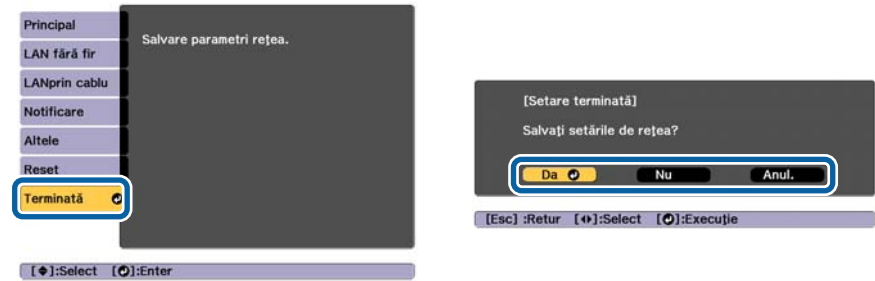 Principal
LAN fără fir
LANprin cablu
Notificare
Altele
Reset
Terminată
Salvare parametri rețea.
[ ]:Select [ ]:Enter
[Setare terminată]
Salvați setările de rețea?
Da Nu Anul.
[Esc] :Retur [ ]:Select [ ]:Execuție